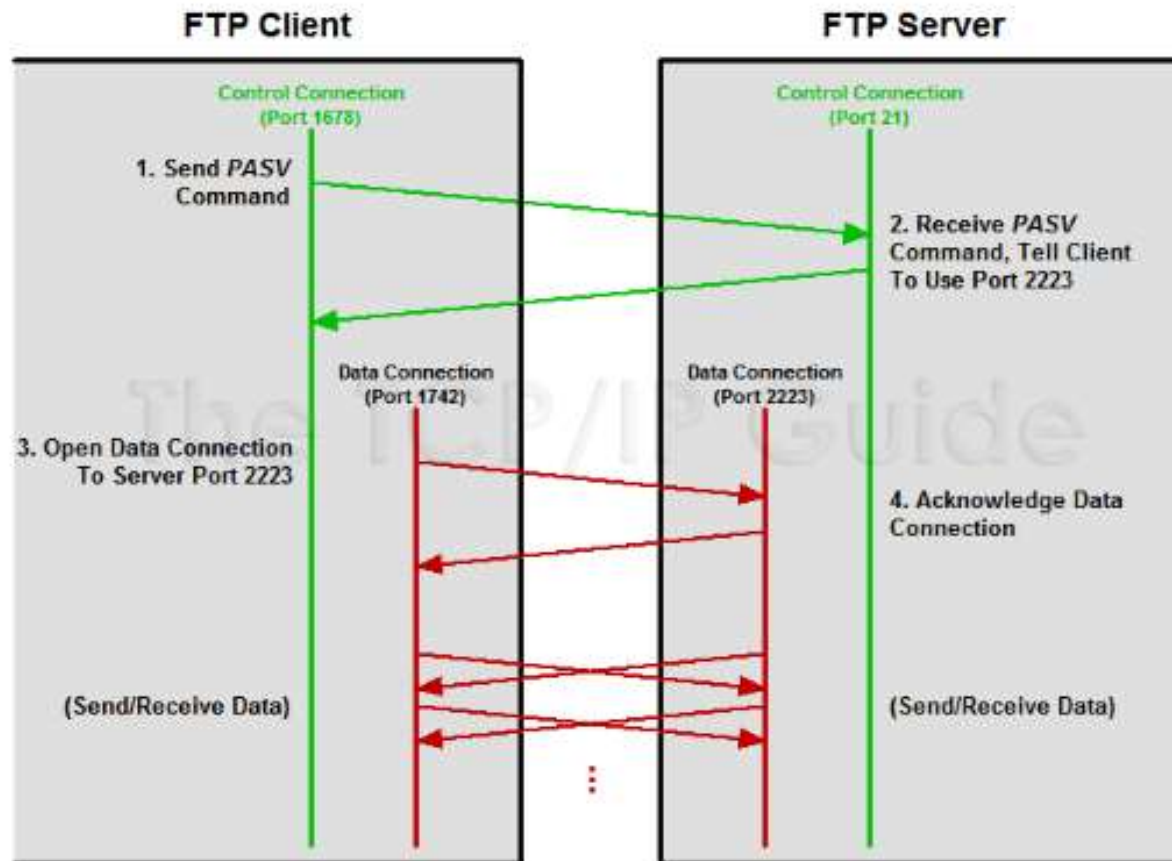 FTP Client
FTP Server
Control Connection
(Port 1678)
Control Connection
(Port 21)
1. Send PASV
Command
2. Receive PASV
Command, Tell Client
To Use Port 2223
Data Connection
(Port 1742)
Data Connection
(Port 2223)
The TCP/IP Guide
3. Open Data Connection
To Server Port 2223
4. Acknowledge Data
Connection
(Send/Receive Data)
(Send/Receive Data)